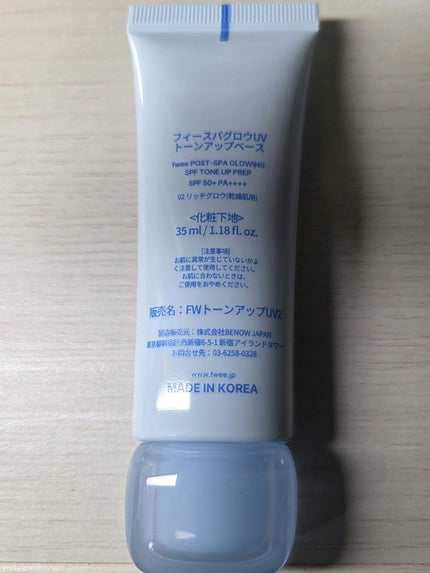 フィースパグロウUV
トーンアップベース
fwee POST-SPA GLOWING
SPF TONE UP PREP
SPF 50+ PA++++
02 リッチグロウ(乾燥肌用)
<化粧下地>
35 ml / 1.18 fl. oz.
[注意事項]
お肌に異常が生じていないかよ
く注意して使用してください。
お肌に合わないときは、
ご使用をおやめください。
販売名：FWトーンアップUV2
製造販売元：株式会社BENOW JAPAN
東京都新宿区西新宿6-5-1 新宿アイランドタワー
お問合せ先：03-6258-0328
www.fwee.jp
MADE IN KOREA